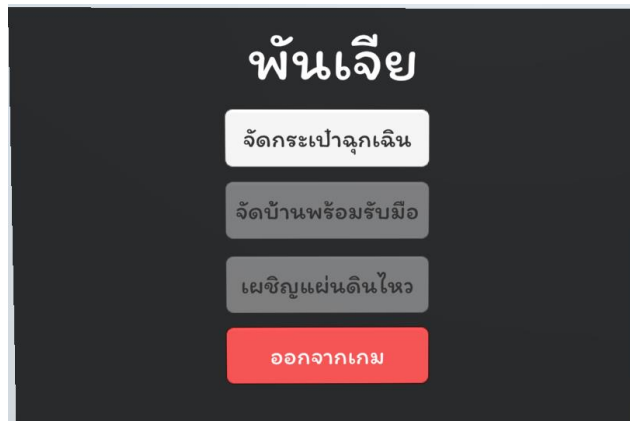 พันเจีย
จัดกระเป๋าฉุกเฉิน
จัดบ้านพร้อมรับมือ
เผชิญแผ่นดินไหว
ออกจากเกม